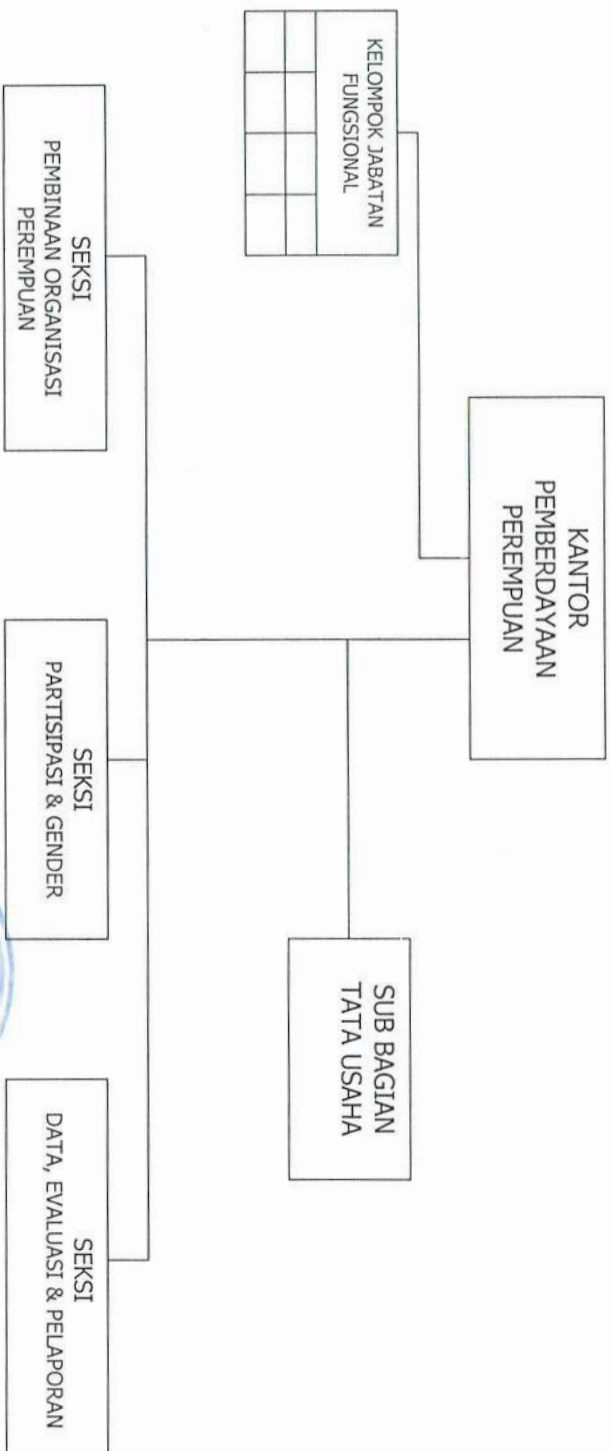 KANTOR
PEMBERDAYAAN
PEREMPUAN
KELOMPOK JABATAN
FUNGSIONAL
SUB BAGIAN
TATA USAHA
SEKSI
PEMBINAAN ORGANISASI
PEREMPUAN
SEKSI
PARTISIPASI & GENDER
SEKSI
DATA, EVALUASI & PELAPORAN